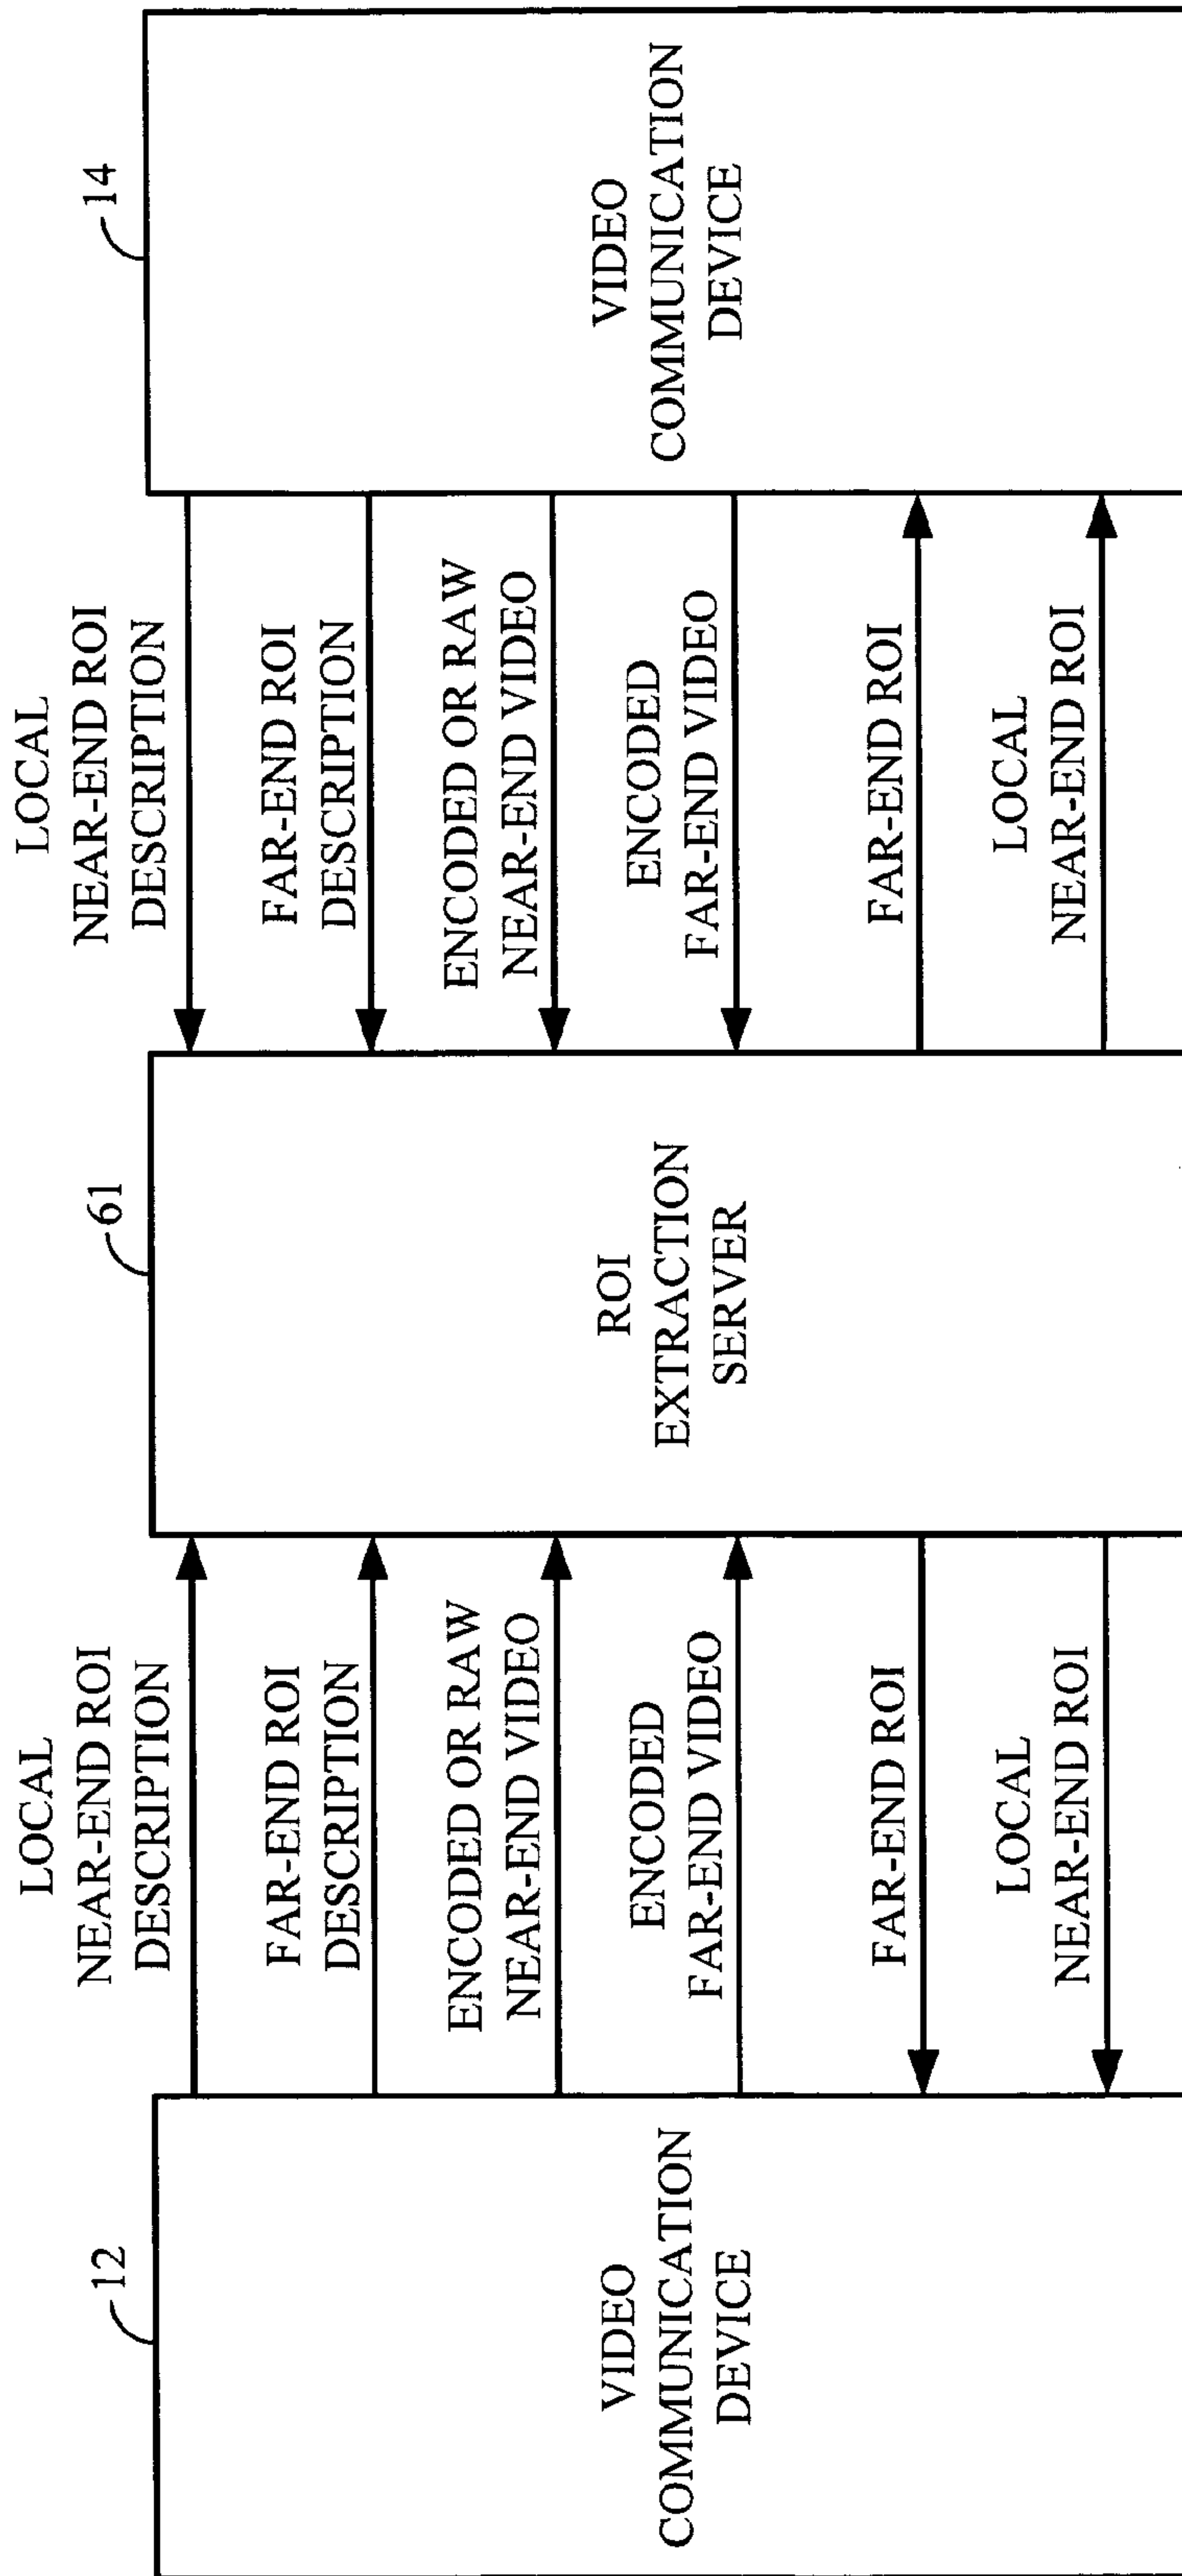 12
VIDEO
COMMUNICATION
DEVICE
LOCAL
NEAR-END ROI
DESCRIPTION
FAR-END ROI
DESCRIPTION
ENCODED OR RAW
NEAR-END VIDEO
ENCODED
FAR-END VIDEO
FAR-END ROI
LOCAL
NEAR-END ROI
61
ROI
EXTRACTION
SERVER
LOCAL
NEAR-END ROI
DESCRIPTION
FAR-END ROI
DESCRIPTION
ENCODED OR RAW
NEAR-END VIDEO
ENCODED
FAR-END VIDEO
FAR-END ROI
LOCAL
NEAR-END ROI
14
VIDEO
COMMUNICATION
DEVICE